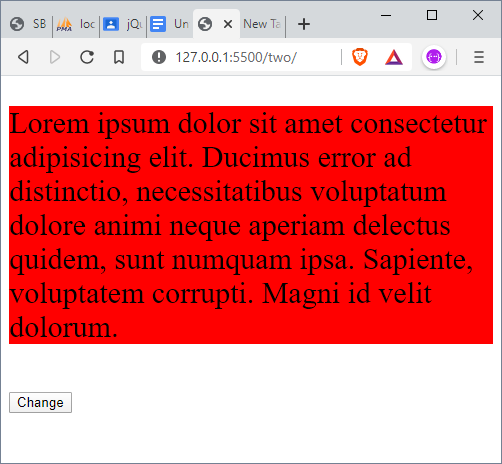 SB
PMA
loc
jQu
Un
New Ta
127.0.0.1:5500/two/
Lorem ipsum dolor sit amet consectetur
adipisicing elit. Ducimus error ad
distinctio, necessitatibus voluptatum
dolore animi neque aperiam delectus
quidem, sunt numquam ipsa. Sapiente,
voluptatem corrupti. Magni id velit
dolorum.
Change